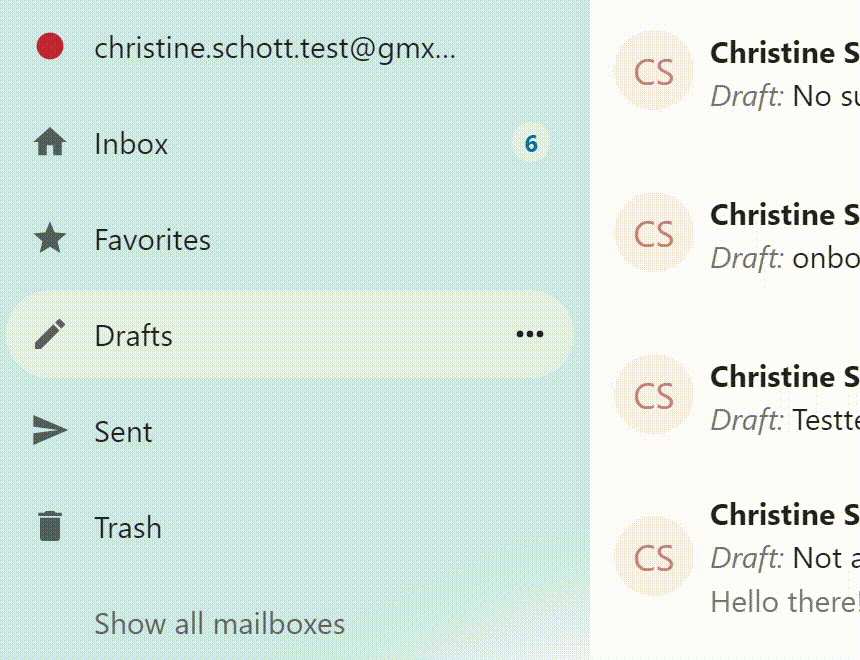 christine.schott.test@gmx...
Inbox
6
Favorites
Drafts
Sent
Trash
Show all mailboxes
CS
Christine S
Draft: No su
CS
Christine S
Draft: onbo
CS
Christine S
Draft: Testte
CS
Christine S
Draft: Not a
Hello there!